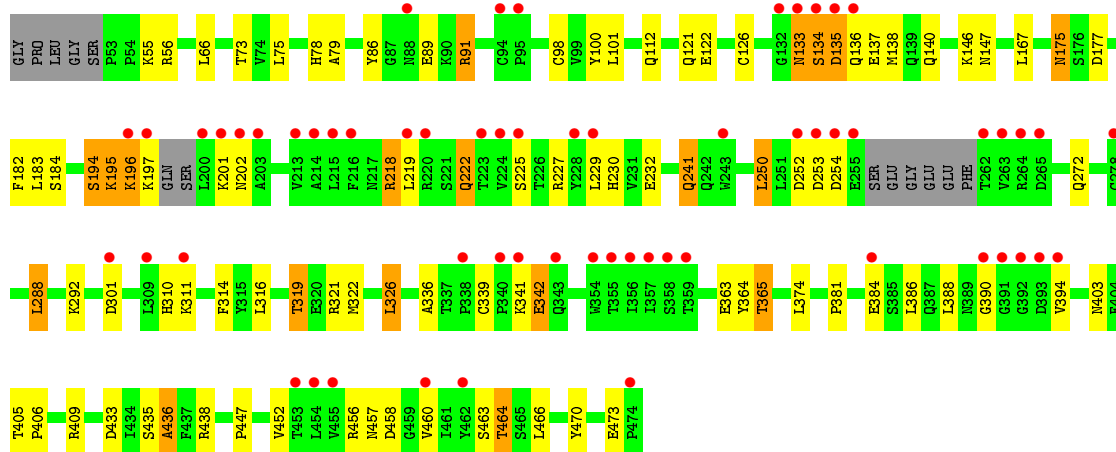 GLY PRO LEU GLY SER P53 P54 K55 R56 L66 T73 V74 L75 H78 A79 Y86 G87 N88 E89 K90 R91 C94 P95 C98 V99 Y100 L101 Q112 Q121 E122 C126 G132 N133 S134 D135 Q136 E137 M138 Q139 Q140 K146 N147 L167 N175 S176 D177
F182 L183 S184 S194 K195 K196 K197 GLN SER L200 K201 N202 A203 V213 A214 L215 F216 N217 R218 L219 R220 S221 Q222 T223 V224 S225 T226 R227 Y228 L229 H230 V231 E232 Q241 Q242 W243 L250 L251 D252 D253 D254 E255 SER GLU GLY GLU GLU PHE T262 V263 R264 D265 Q272 G278
L288 K292 D301 L309 H310 K311 F314 Y315 L316 T319 E320 R321 M322 L326 A336 T337 P338 C339 P340 K341 E342 Q343 W354 T355 I356 I357 S358 T359 E363 Y364 T365 L374 P381 E384 S385 L386 Q387 L388 N389 G390 G391 G392 D393 V394 N403
T405 P406 R409 D433 I434 S435 A436 F437 R438 P447 V452 T453 L454 V455 R456 N457 D458 G459 V460 I461 Y462 S463 T464 S465 L466 Y470 E473 P474